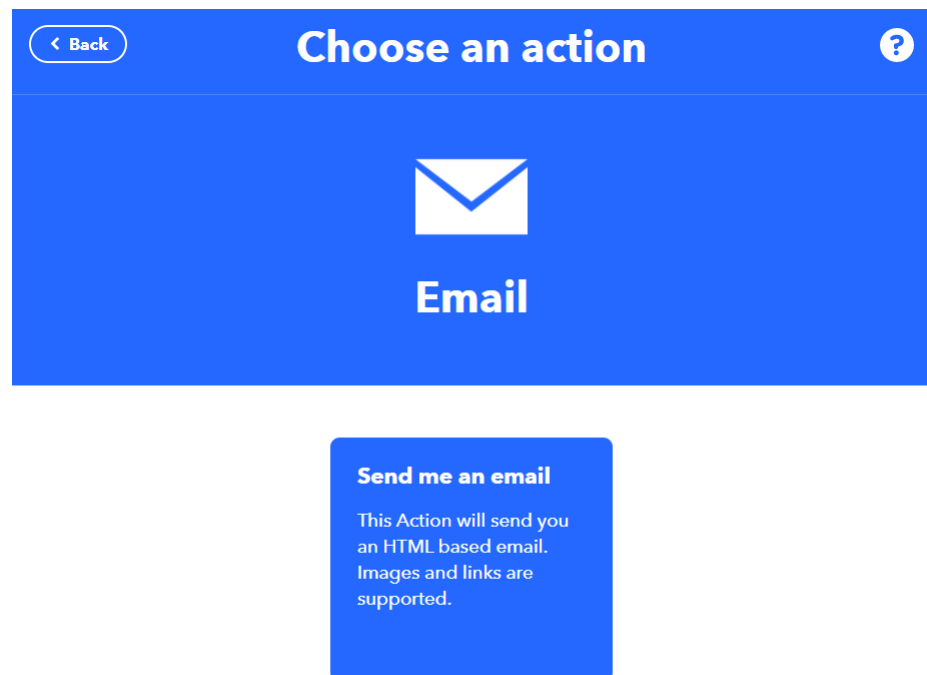 Back
Choose an action
?
Email
Send me an email
This Action will send you
an HTML based email.
Images and links are
supported.